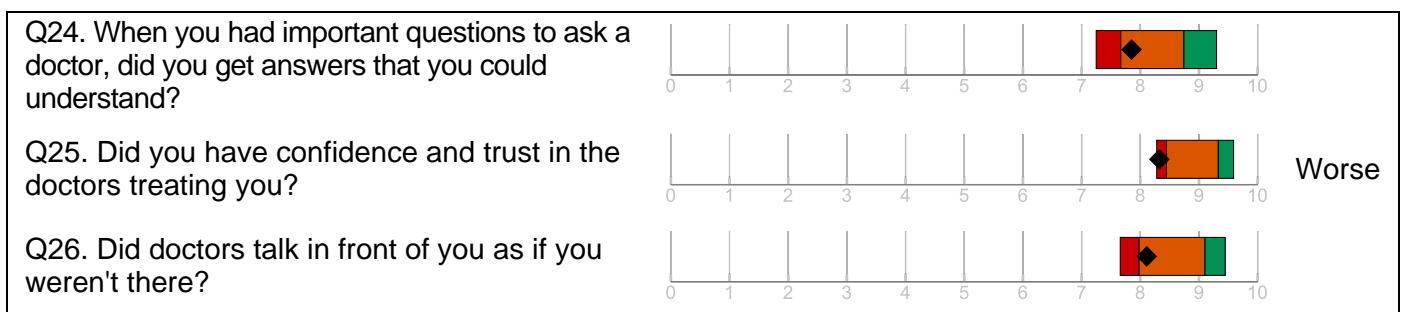 Q24. When you had important questions to ask a
doctor, did you get answers that you could
understand?
0 1 2 3 4 5 6 7 8 9 10
Q25. Did you have confidence and trust in the
doctors treating you?
Worse
0 1 2 3 4 5 6 7 8 9 10
Q26. Did doctors talk in front of you as if you
weren't there?
0 1 2 3 4 5 6 7 8 9 10